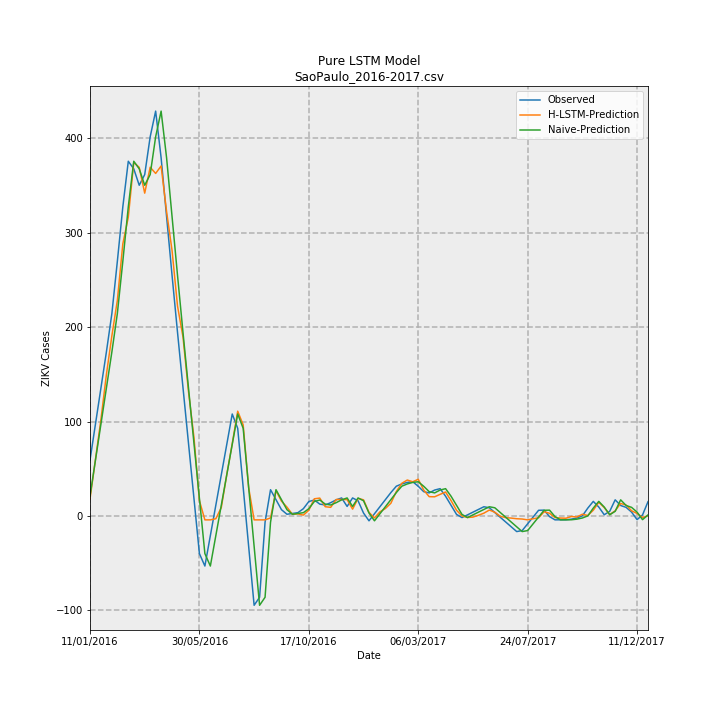 Pure LSTM Model
SaoPaulo_2016-2017.csv
Observed
H-LSTM-Prediction
Naive-Prediction
400
300
200
100
0
−100
ZIKV Cases
11/01/2016 30/05/2016 17/10/2016 06/03/2017 24/07/2017 11/12/2017
Date